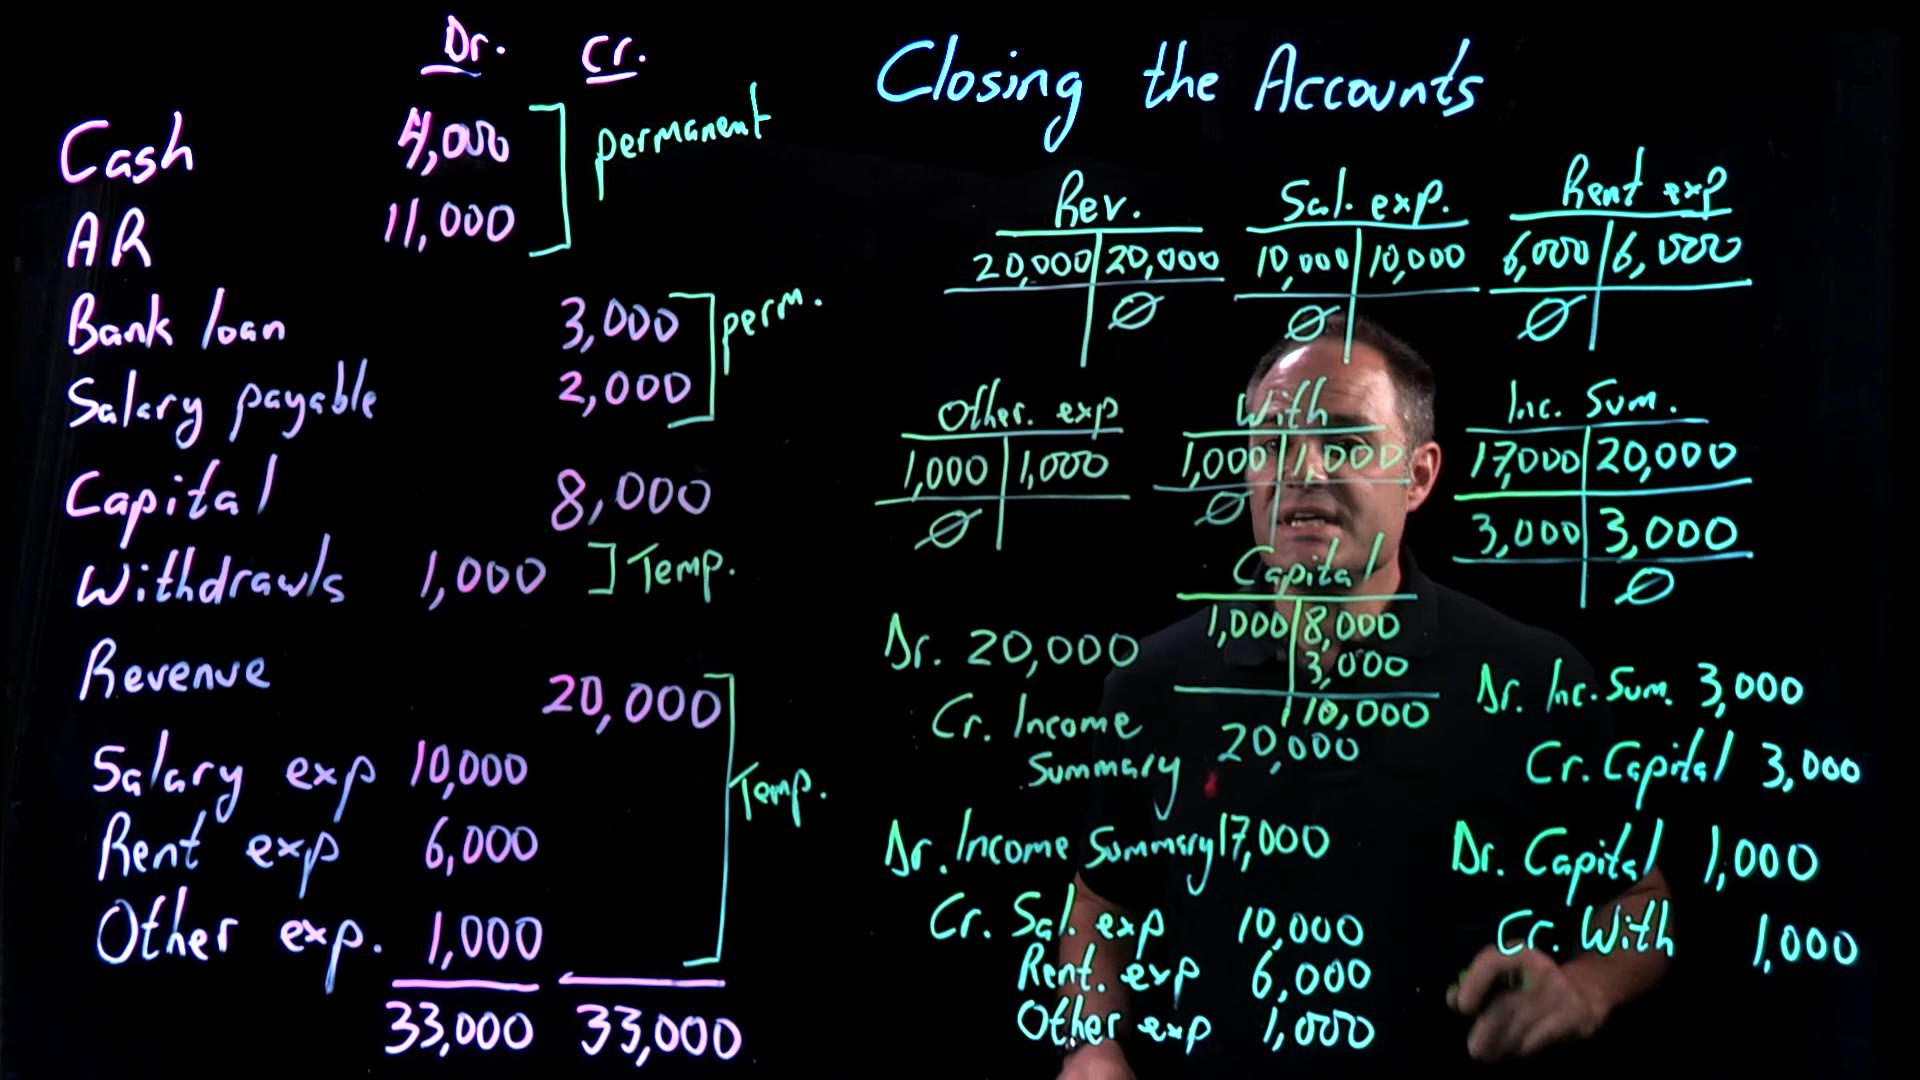 Dr. Cr.
Cash 4,000
permanent
AR 11,000
Bank loan 3,000
perm.
Salary payable 2,000
Capital 8,000
Withdrawls 1,000 Temp.
Revenue 20,000
Salary exp 10,000
Temp.
Rent exp 6,000
Other exp. 1,000
33,000 33,000
Closing the Accounts
Rev.
20,000 20,000
Ø
Sal. exp.
10,000 10,000
Ø
Rent exp
6,000 6,000
Ø
Other. exp
1,000 1,000
Ø
With
1,000 1,000
Ø
Inc. Sum.
17,000 20,000
3,000 3,000
Ø
Capital
1,000 8,000
3,000
10,000
Dr. 20,000
Cr. Income
Summary 20,000
Dr. Income Summary 17,000
Cr. Sal. exp 10,000
Rent. exp 6,000
Other exp 1,000
Dr. Inc. Sum. 3,000
Cr. Capital 3,000
Dr. Capital 1,000
Cr. With 1,000